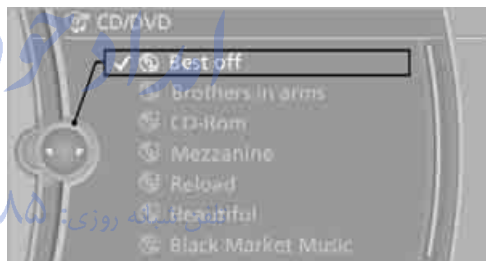 CD/DVD
Best off
Brothers in arms
CD-Rom
Mezzanine
Reload
Beautiful
Black Market Music